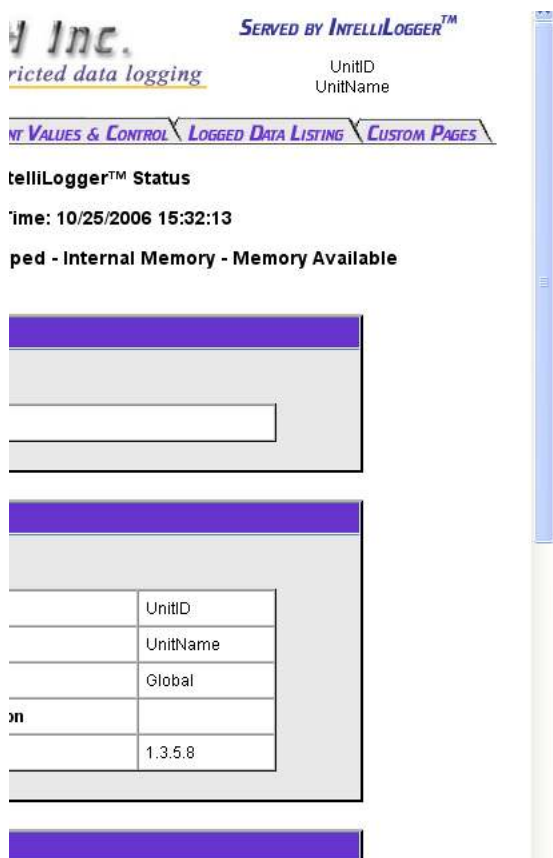 H Inc.
SERVED BY INTELLILOGGER™
ricted data logging
UnitID
UnitName
NT VALUES & CONTROL LOGGED DATA LISTING CUSTOM PAGES
telliLogger™ Status
Time: 10/25/2006 15:32:13
ped - Internal Memory - Memory Available
UnitID
UnitName
Global
on
1.3.5.8